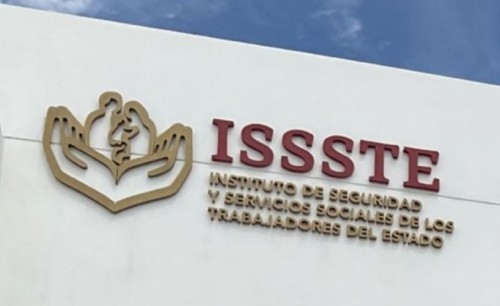 ISSSTE
INSTITUTO DE SEGURIDAD
Y SERVICIOS SOCIALES DE LOS
TRABAJADORES DEL ESTADO